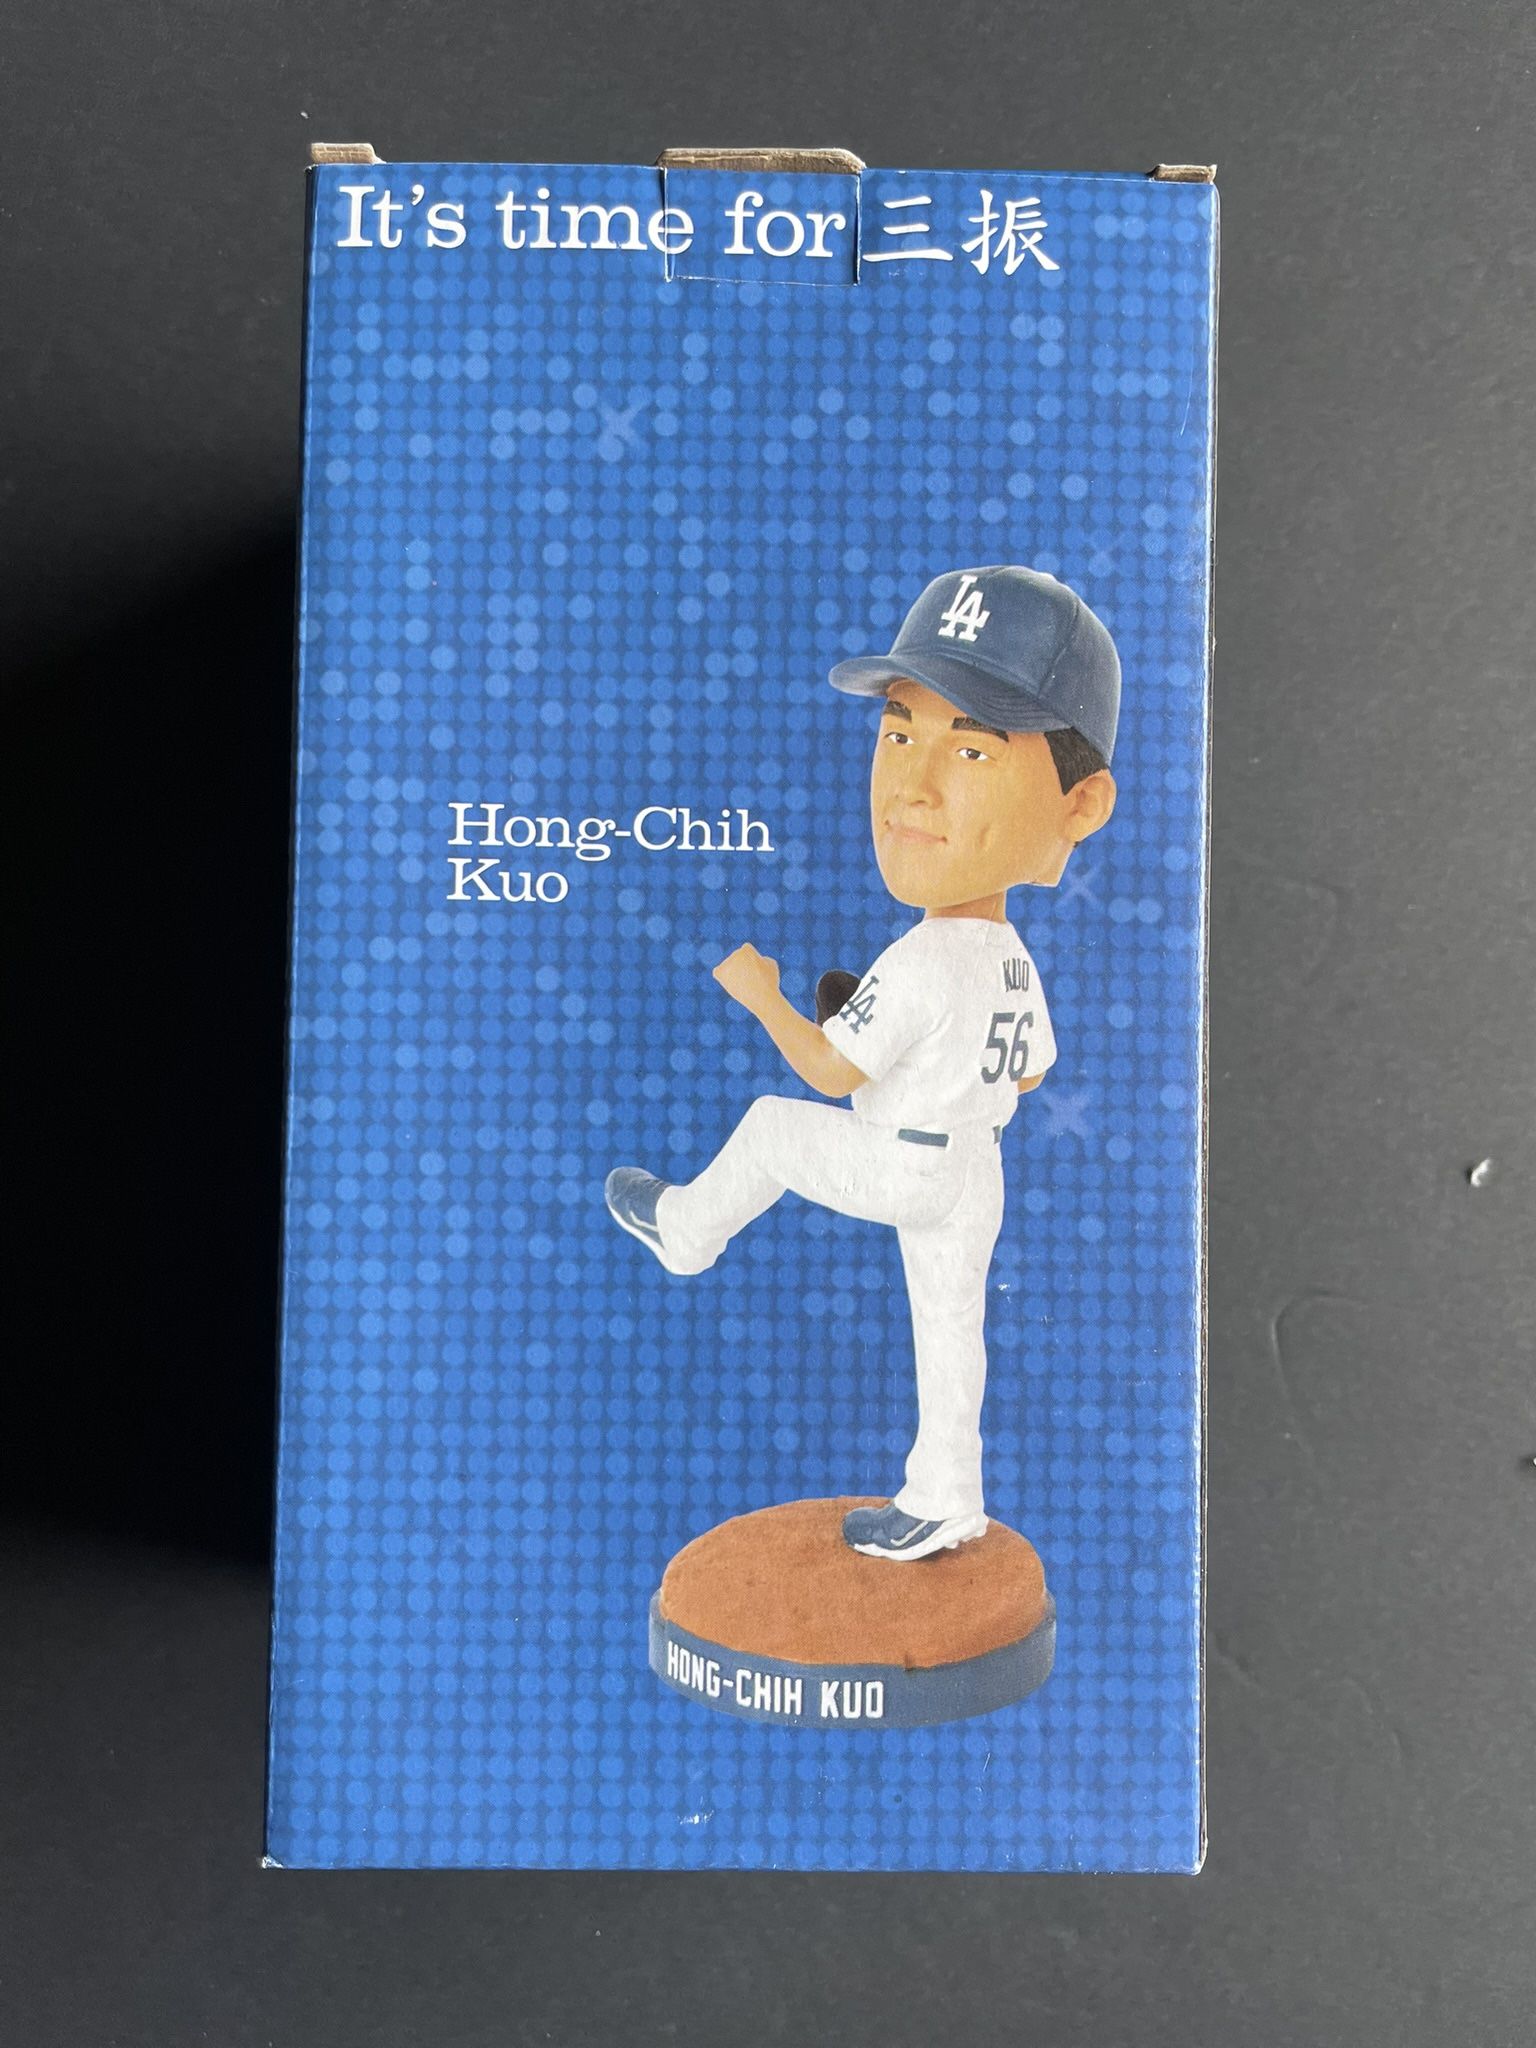 It's time for 三振
LA
Hong-Chih
Kuo
KUO
LA
56
HONG-CHIH KUO